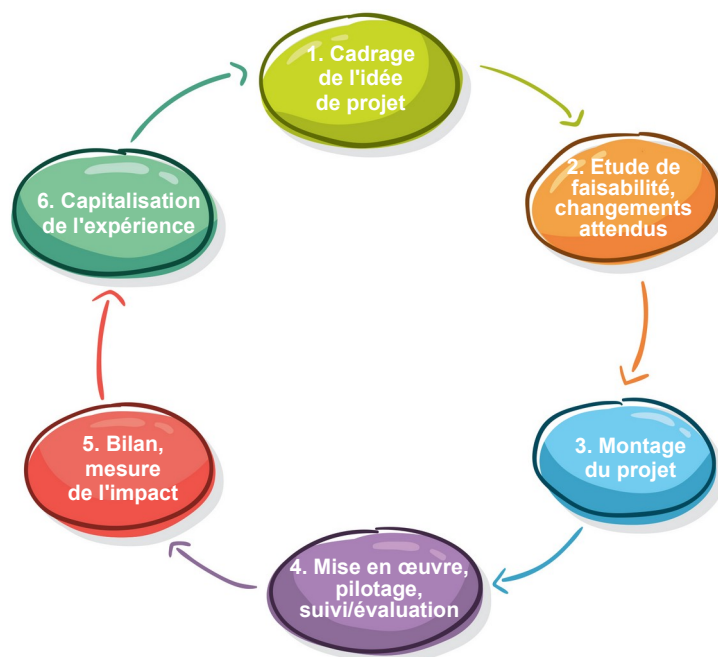 1. Cadrage
de l'idée
de projet
2. Etude de
faisabilité,
changements
attendus
3. Montage
du projet
4. Mise en œuvre,
pilotage,
suivi/évaluation
5. Bilan,
mesure
de l'impact
6. Capitalisation
de l'expérience